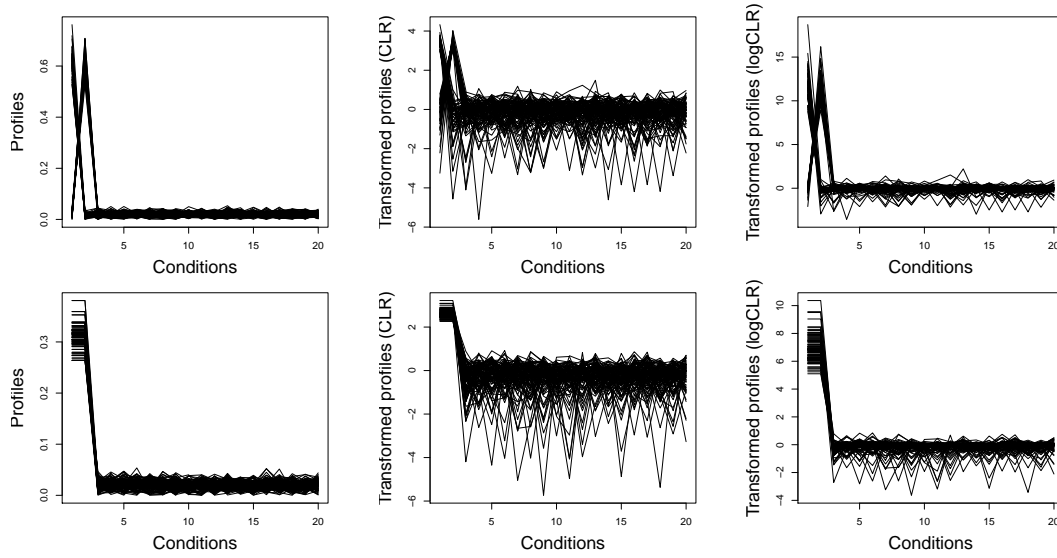 Profiles
0.0 0.2 0.4 0.6
5 10 15 20
Conditions
Transformed profiles (CLR)
−6 −4 −2 0 2 4
5 10 15 20
Conditions
Transformed profiles (logCLR)
0 5 10 15
5 10 15 20
Conditions
Profiles
0.0 0.1 0.2 0.3
5 10 15 20
Conditions
Transformed profiles (CLR)
−6 −4 −2 0 2
5 10 15 20
Conditions
Transformed profiles (logCLR)
−4 −2 0 2 4 6 8 10
5 10 15 20
Conditions